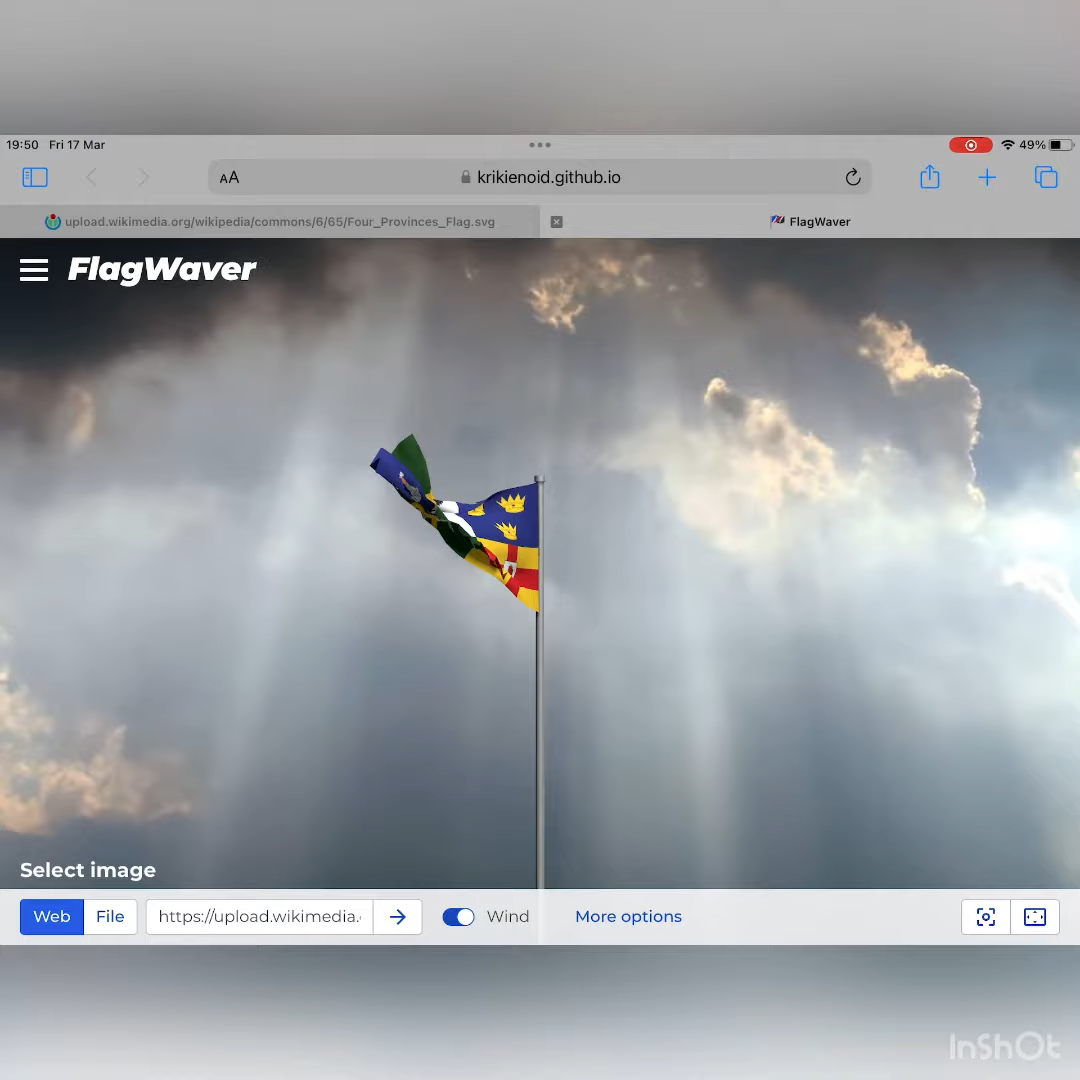 19:50 Fri 17 Mar
49%
AA
krikienoid.github.io
upload.wikimedia.org/wikipedia/commons/6/65/Four_Provinces_Flag.svg
FlagWaver
FlagWaver
Select image
Web
File
https://upload.wikimedia.
Wind
More options
InShOt